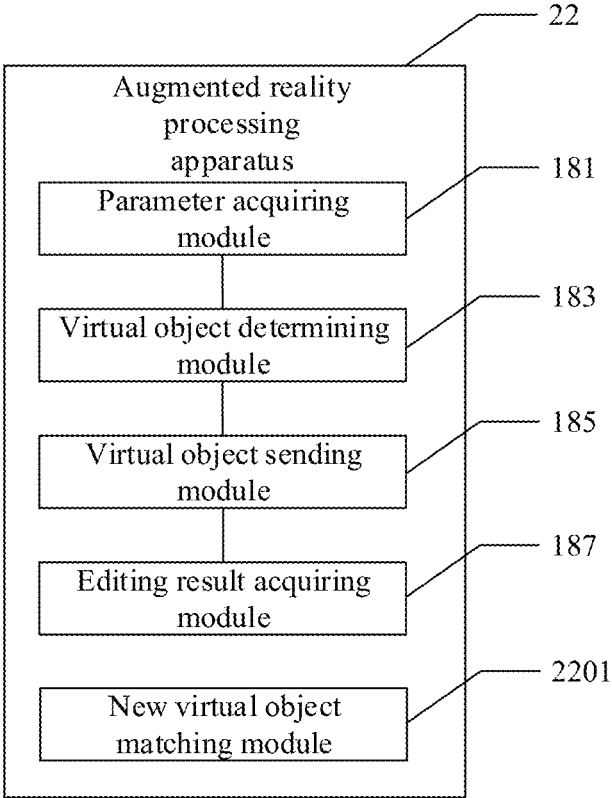 22
Augmented reality
processing
apparatus
181
Parameter acquiring
module
183
Virtual object determining
module
185
Virtual object sending
module
187
Editing result acquiring
module
2201
New virtual object
matching module